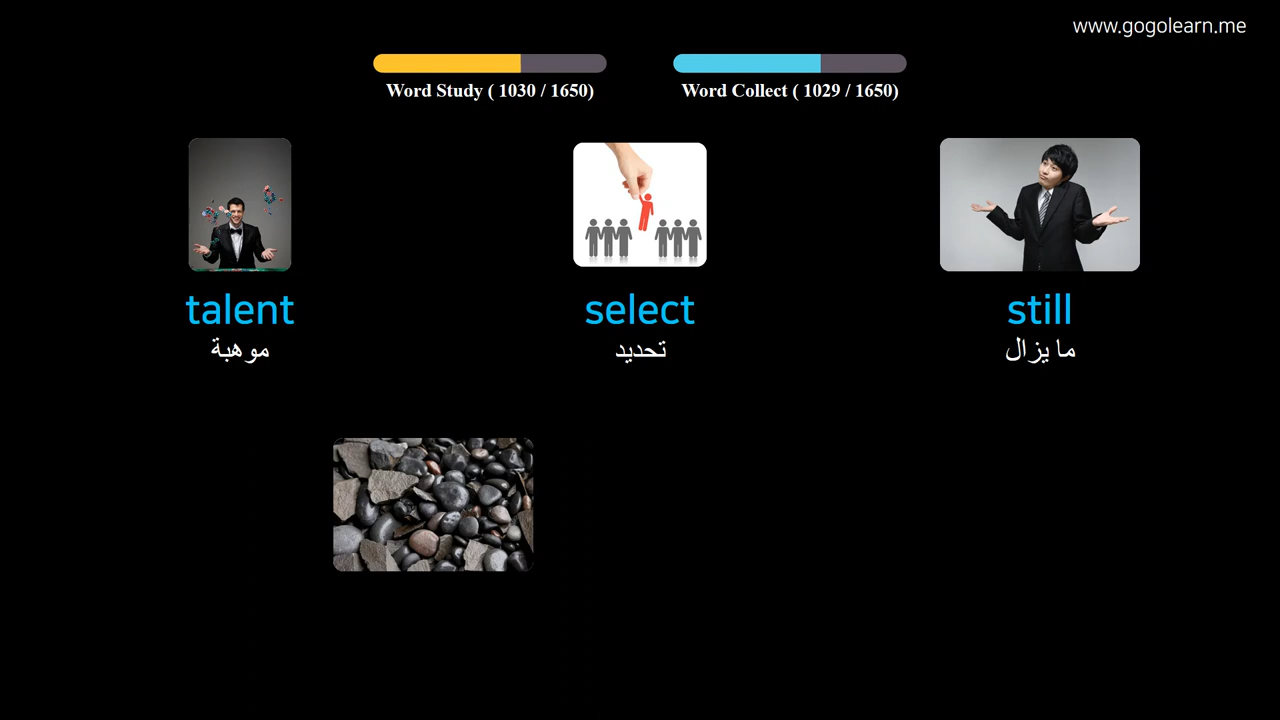 www.gogolearn.me
Word Study ( 1030 / 1650)
Word Collect ( 1029 / 1650)
talent
موهبة
select
تحديد
still
ما يزال